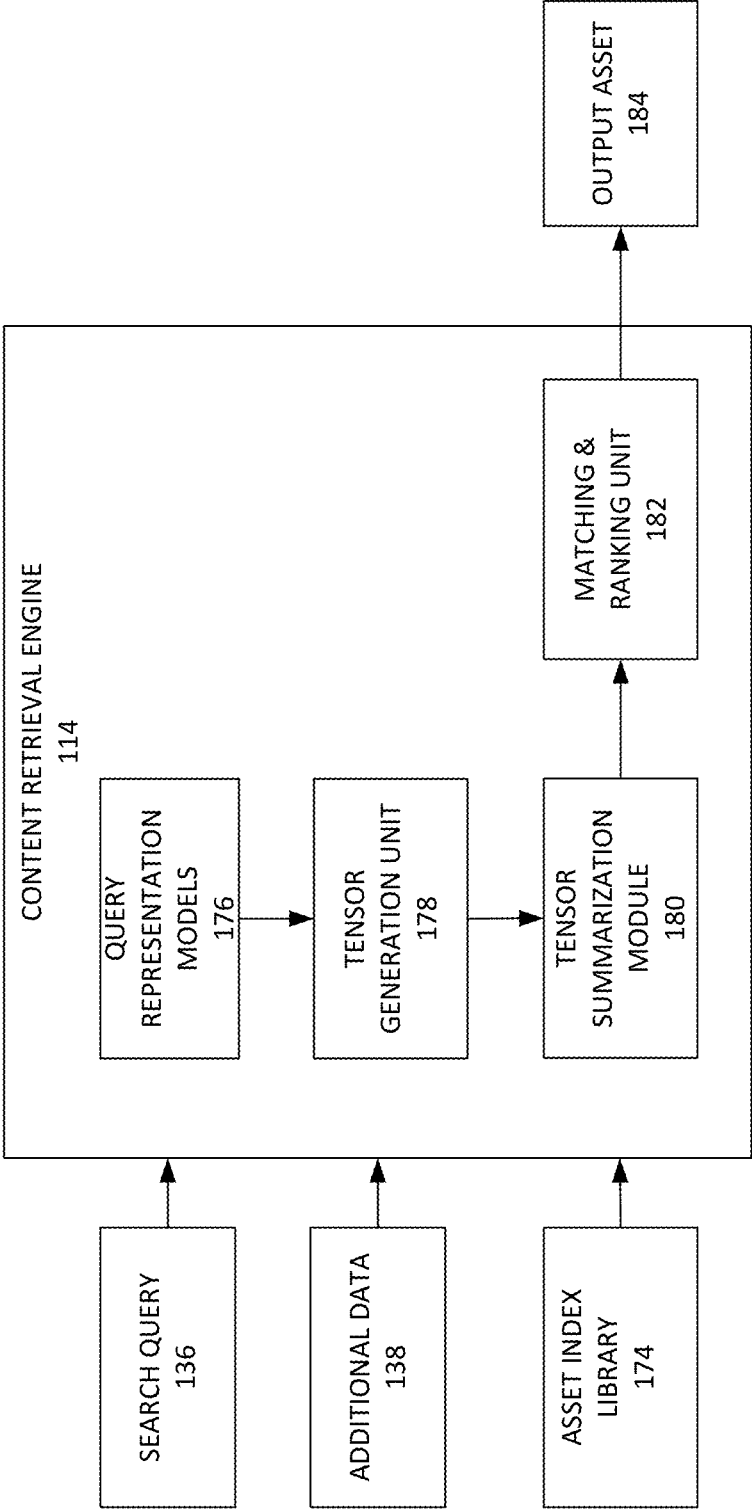 CONTENT RETRIEVAL ENGINE
114
SEARCH QUERY
136
ADDITIONAL DATA
138
ASSET INDEX
LIBRARY
174
QUERY
REPRESENTATION
MODELS
176
TENSOR
GENERATION UNIT
178
TENSOR
SUMMARIZATION
MODULE
180
MATCHING &
RANKING UNIT
182
OUTPUT ASSET
184